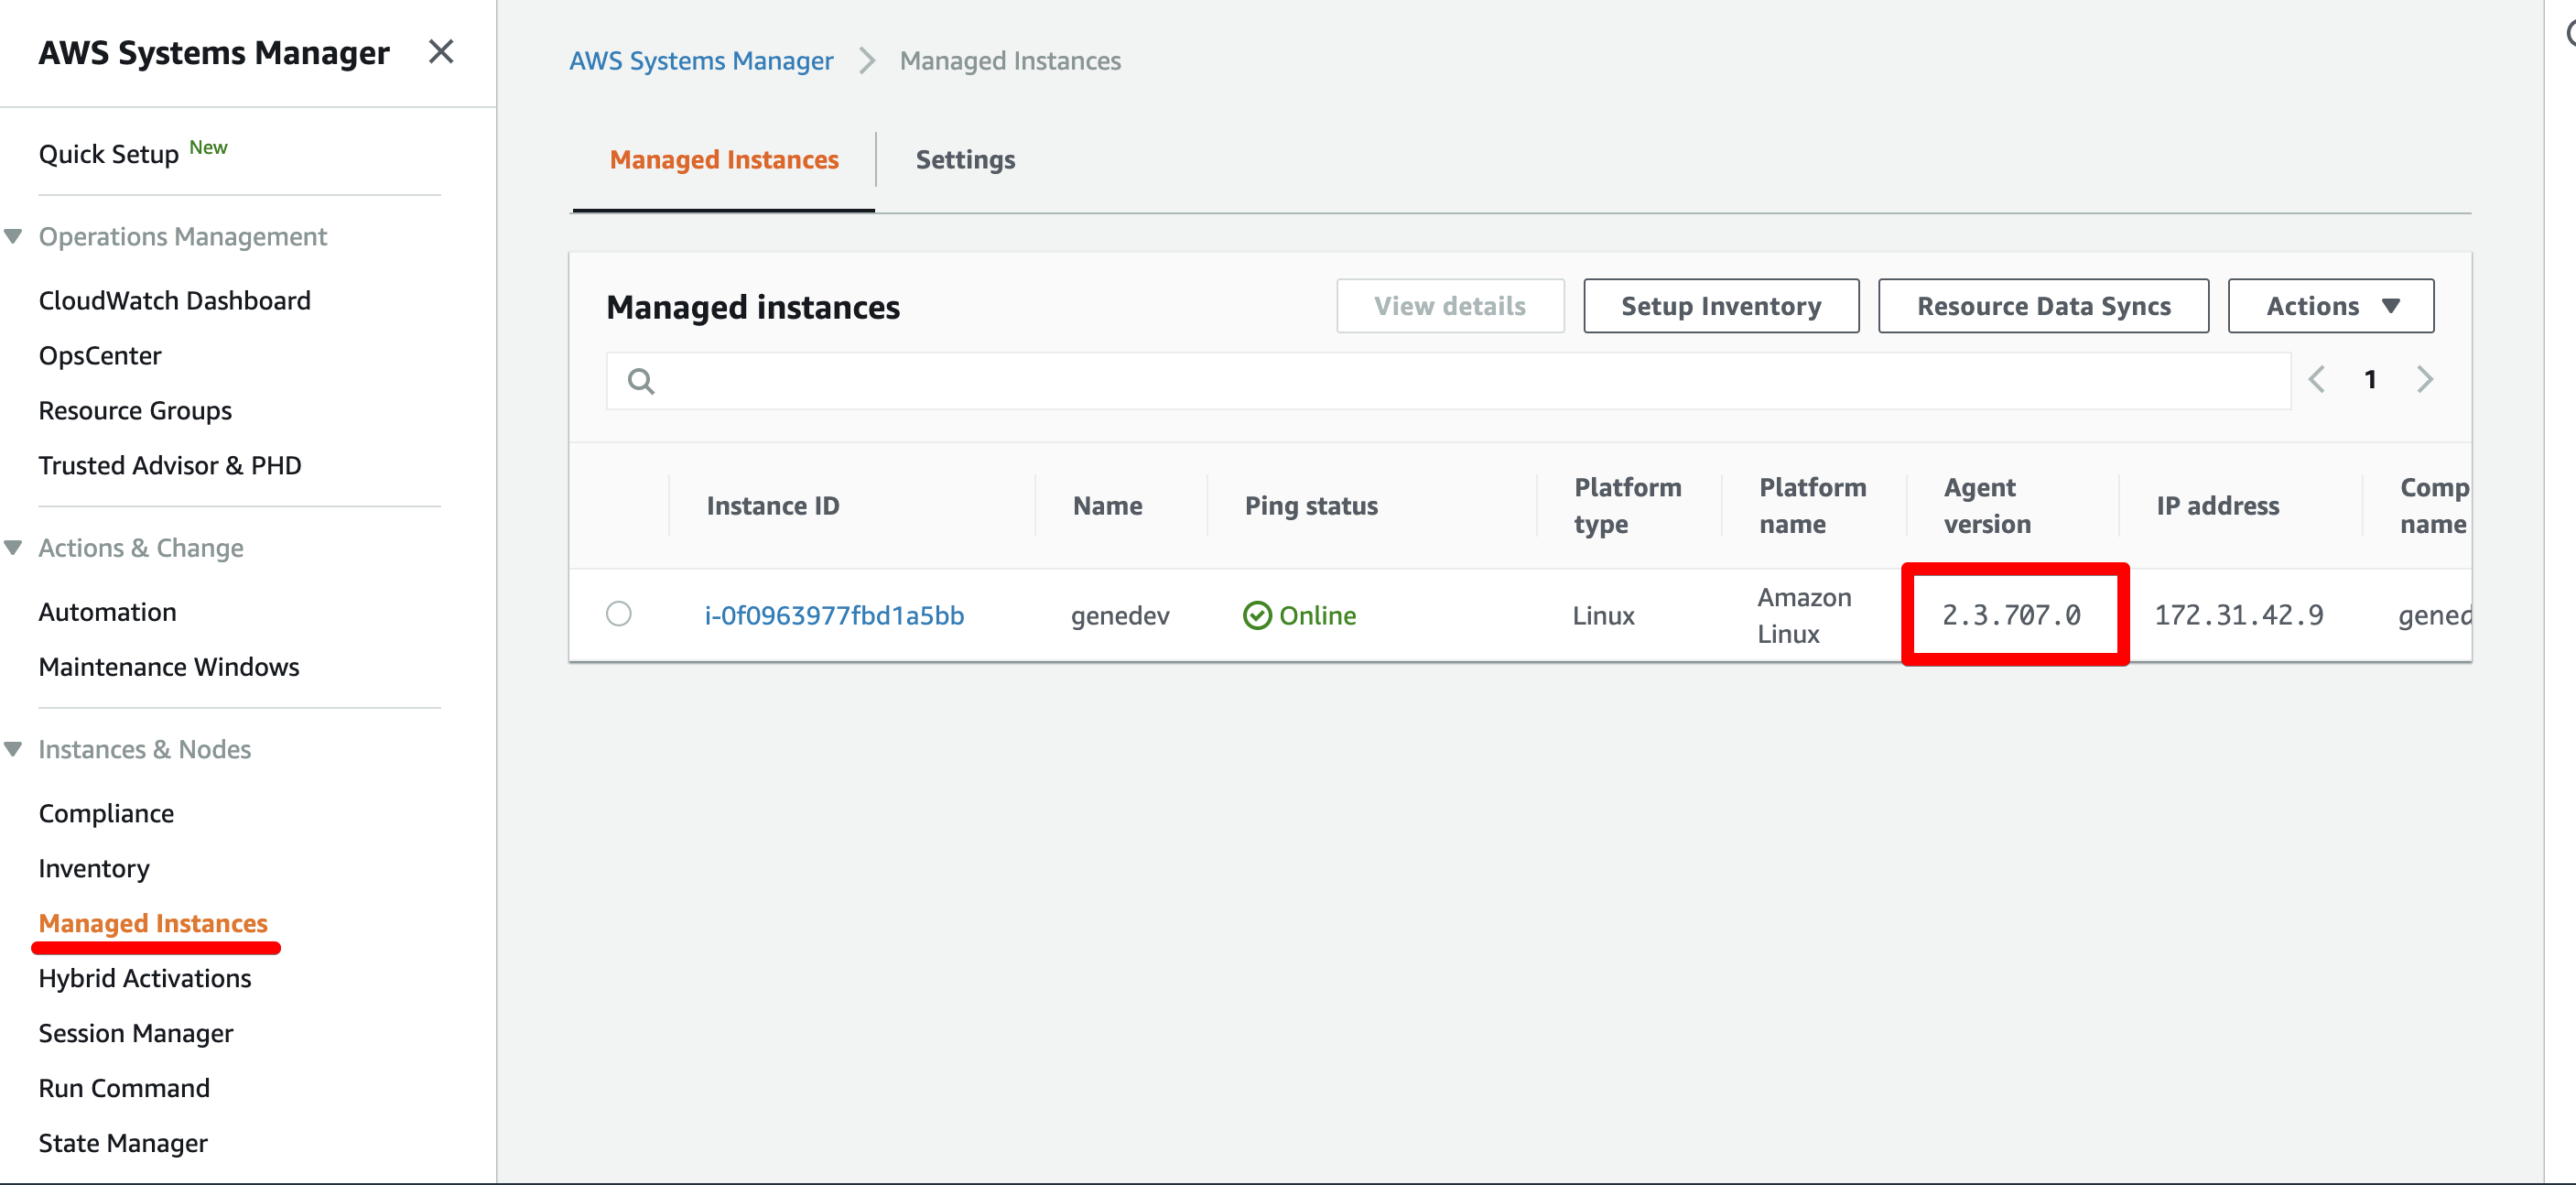 AWS Systems Manager
Quick Setup New
Operations Management
CloudWatch Dashboard
OpsCenter
Resource Groups
Trusted Advisor & PHD
Actions & Change
Automation
Maintenance Windows
Instances & Nodes
Compliance
Inventory
Managed Instances
Hybrid Activations
Session Manager
Run Command
State Manager
AWS Systems Manager > Managed Instances
Managed Instances Settings
Managed instances View details Setup Inventory Resource Data Syncs Actions
1
Instance ID Name Ping status Platform type Platform name Agent version IP address Comp name
i-0f0963977fbd1a5bb genedev Online Linux Amazon Linux 2.3.707.0 172.31.42.9 gened